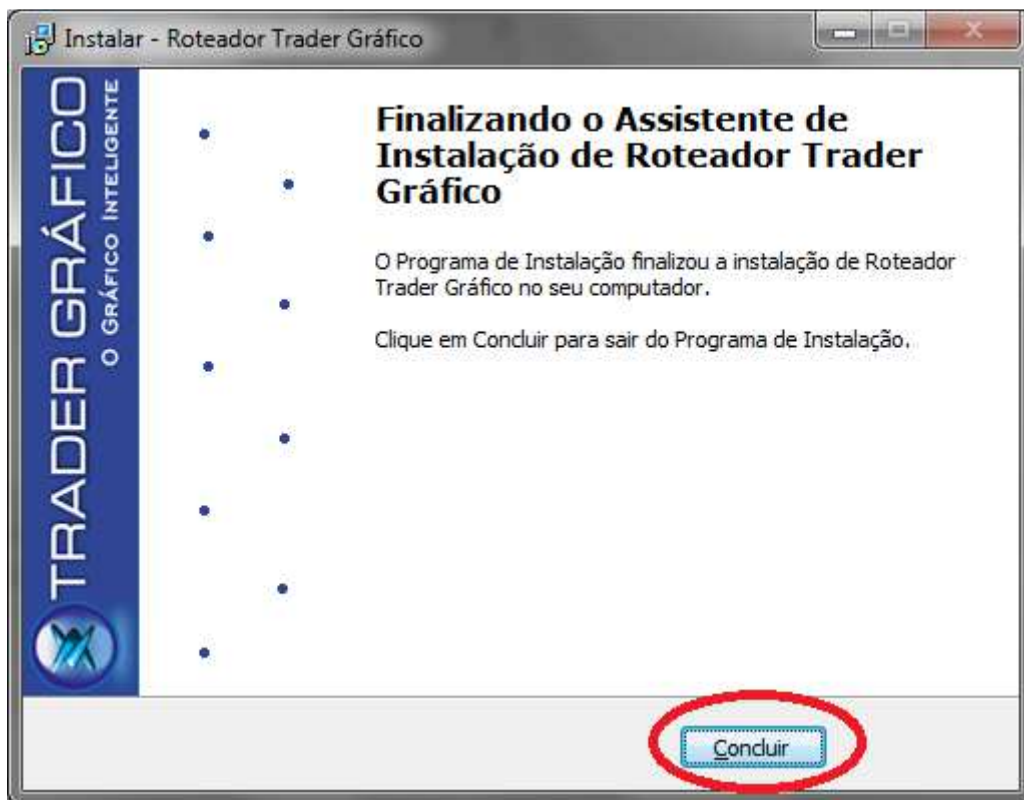 Instalar - Roteador Trader Gráfico
TRADER GRÁFICO
O GRÁFICO INTELIGENTE
Finalizando o Assistente de
Instalação de Roteador Trader
Gráfico
O Programa de Instalação finalizou a instalação de Roteador
Trader Gráfico no seu computador.
Clique em Concluir para sair do Programa de Instalação.
Concluir